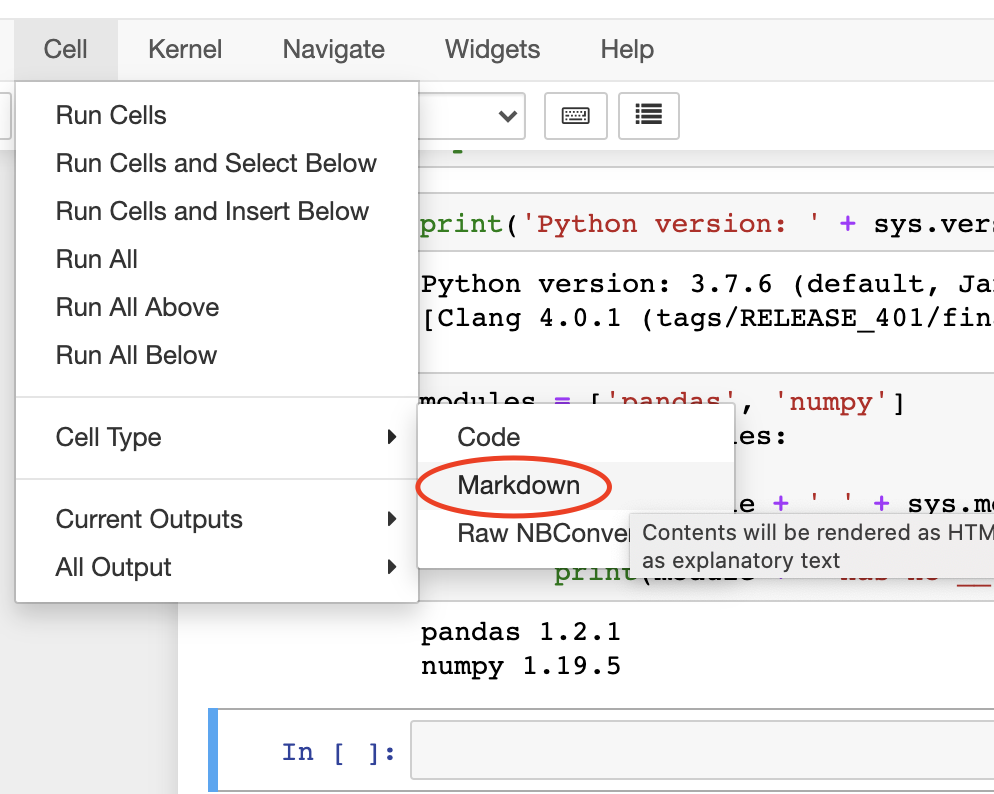 Cell Kernel Navigate Widgets Help
Run Cells
Run Cells and Select Below
Run Cells and Insert Below
Run All
Run All Above
Run All Below
Cell Type
Current Outputs
All Output
Code
Markdown
Raw NBConver
Contents will be rendered as HTM
as explanatory text
print('Python version: ' + sys.vers
Python version: 3.7.6 (default, Ja
[Clang 4.0.1 (tags/RELEASE_401/fin
modules = ['pandas', 'numpy']
es:
e + ' ' + sys.m
print(module
pandas 1.2.1
numpy 1.19.5
In [ ]: